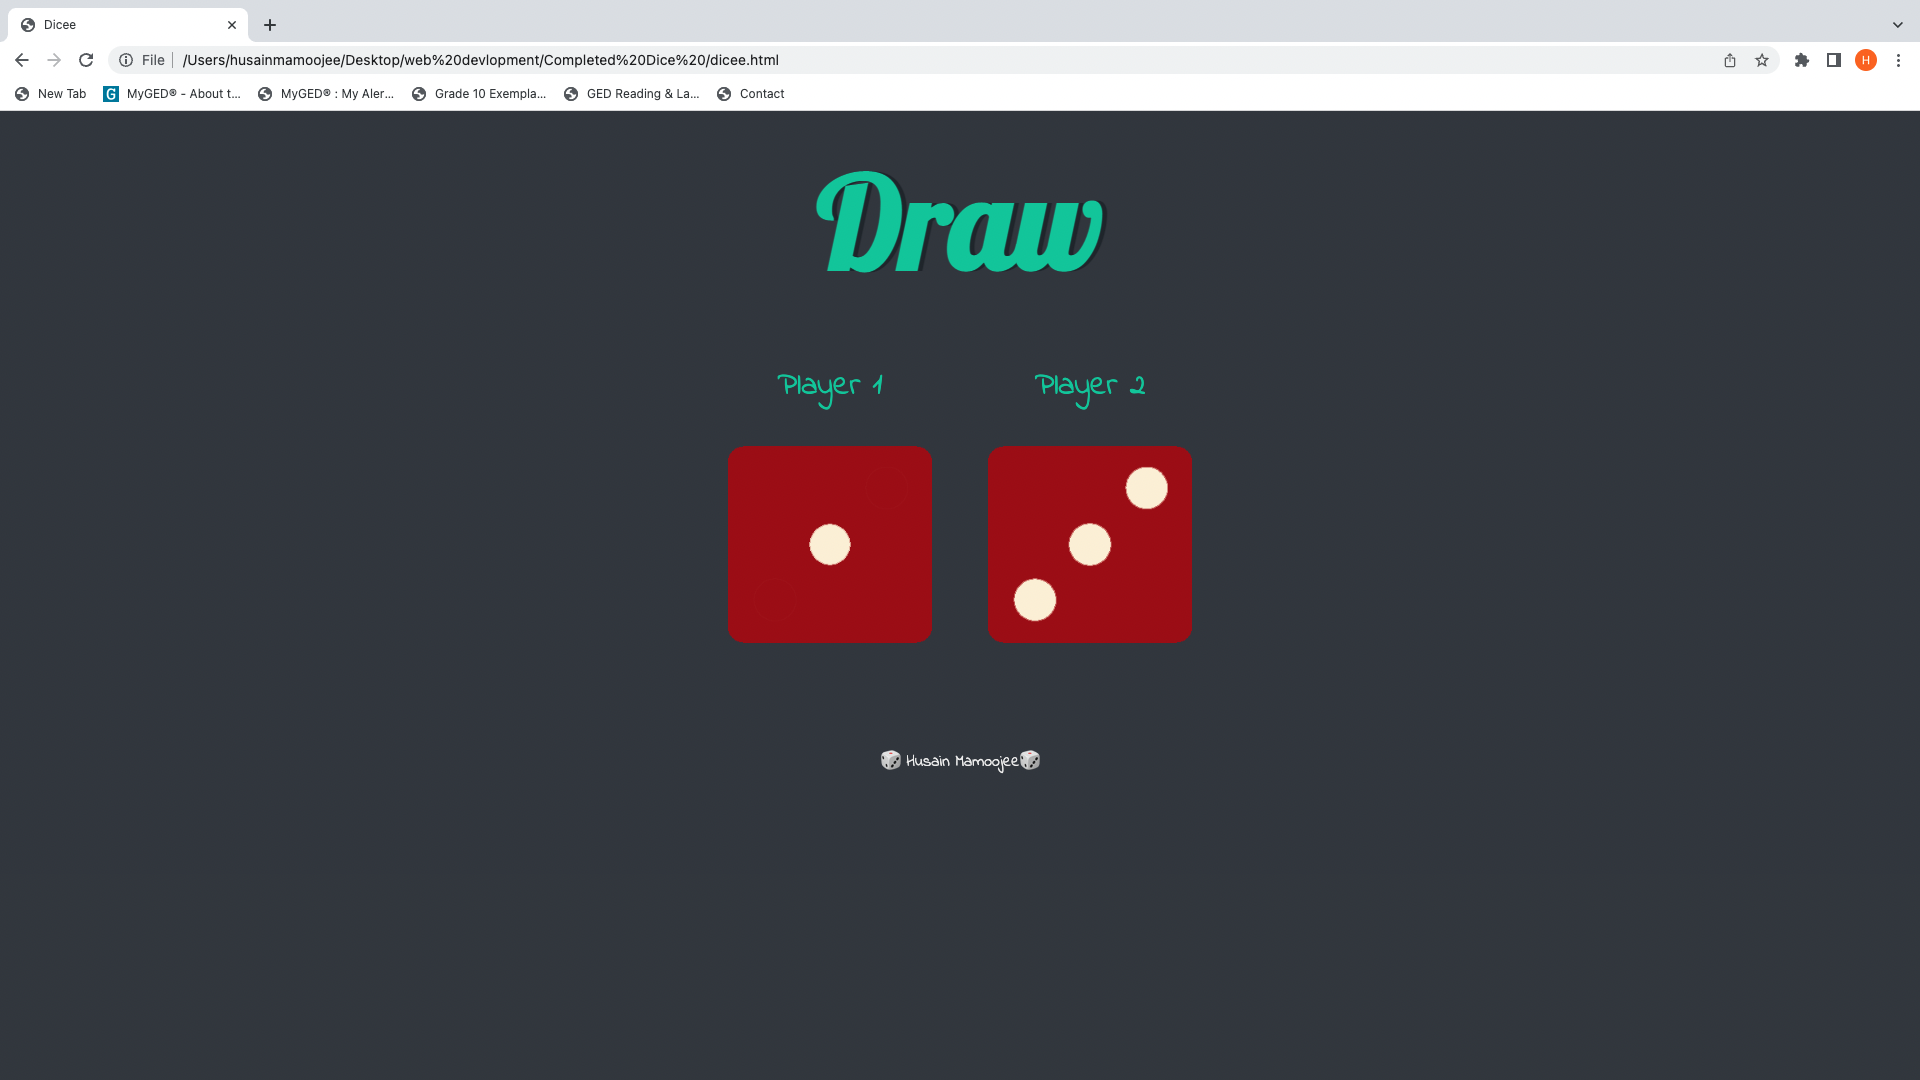 Dicee
File
/Users/husainmamoojee/Desktop/web%20devlopment/Completed%20Dice%20/dicee.html
H
New Tab
G
MyGED® - About t...
MyGED® : My Aler...
Grade 10 Exempla...
GED Reading & La...
Contact
Draw
Player 1
Player 2
🎲 Husain Mamoojee🎲